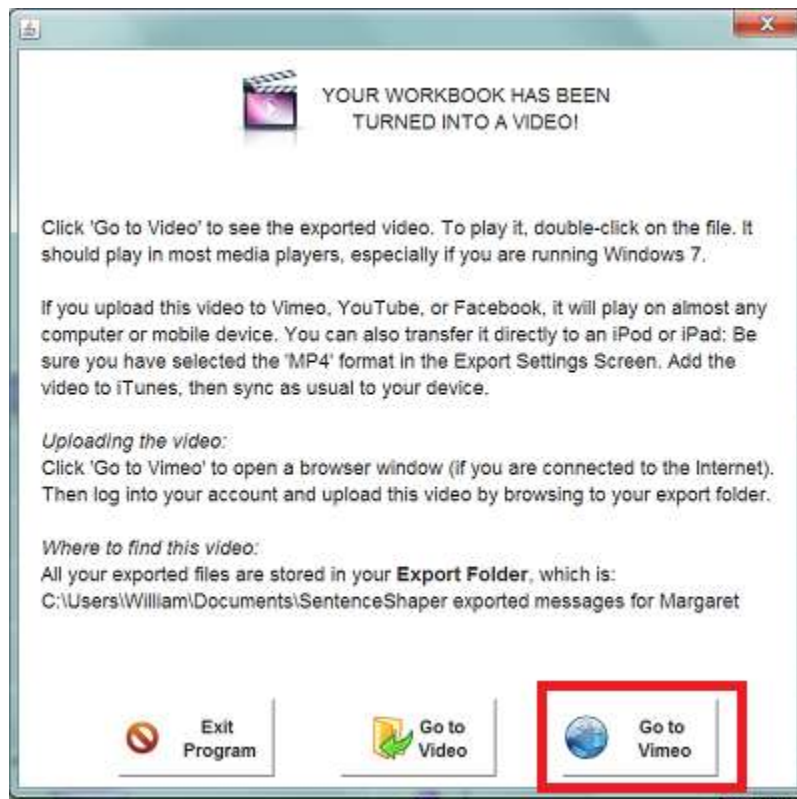 YOUR WORKBOOK HAS BEEN
TURNED INTO A VIDEO!
Click 'Go to Video' to see the exported video. To play it, double-click on the file. It
should play in most media players, especially if you are running Windows 7.
If you upload this video to Vimeo, YouTube, or Facebook, it will play on almost any
computer or mobile device. You can also transfer it directly to an iPod or iPad: Be
sure you have selected the 'MP4' format in the Export Settings Screen. Add the
video to iTunes, then sync as usual to your device.
Uploading the video:
Click 'Go to Vimeo' to open a browser window (if you are connected to the Internet).
Then log into your account and upload this video by browsing to your export folder.
Where to find this video:
All your exported files are stored in your Export Folder, which is:
C:\Users\William\Documents\SentenceShaper exported messages for Margaret
Exit
Program
Go to
Video
Go to
Vimeo